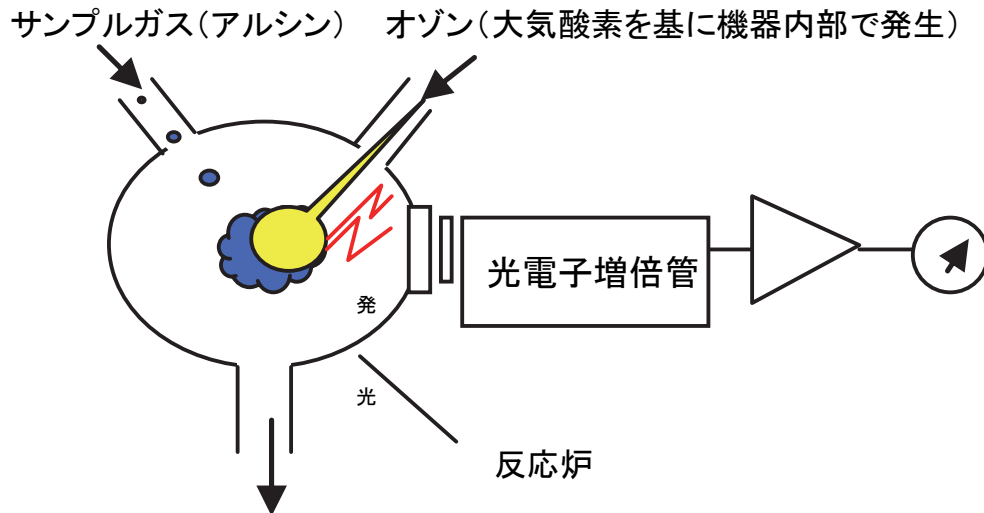 サンプルガス(アルシン) オゾン(大気酸素を基に機器内部で発生)
光電子増倍管
発
光
反応炉